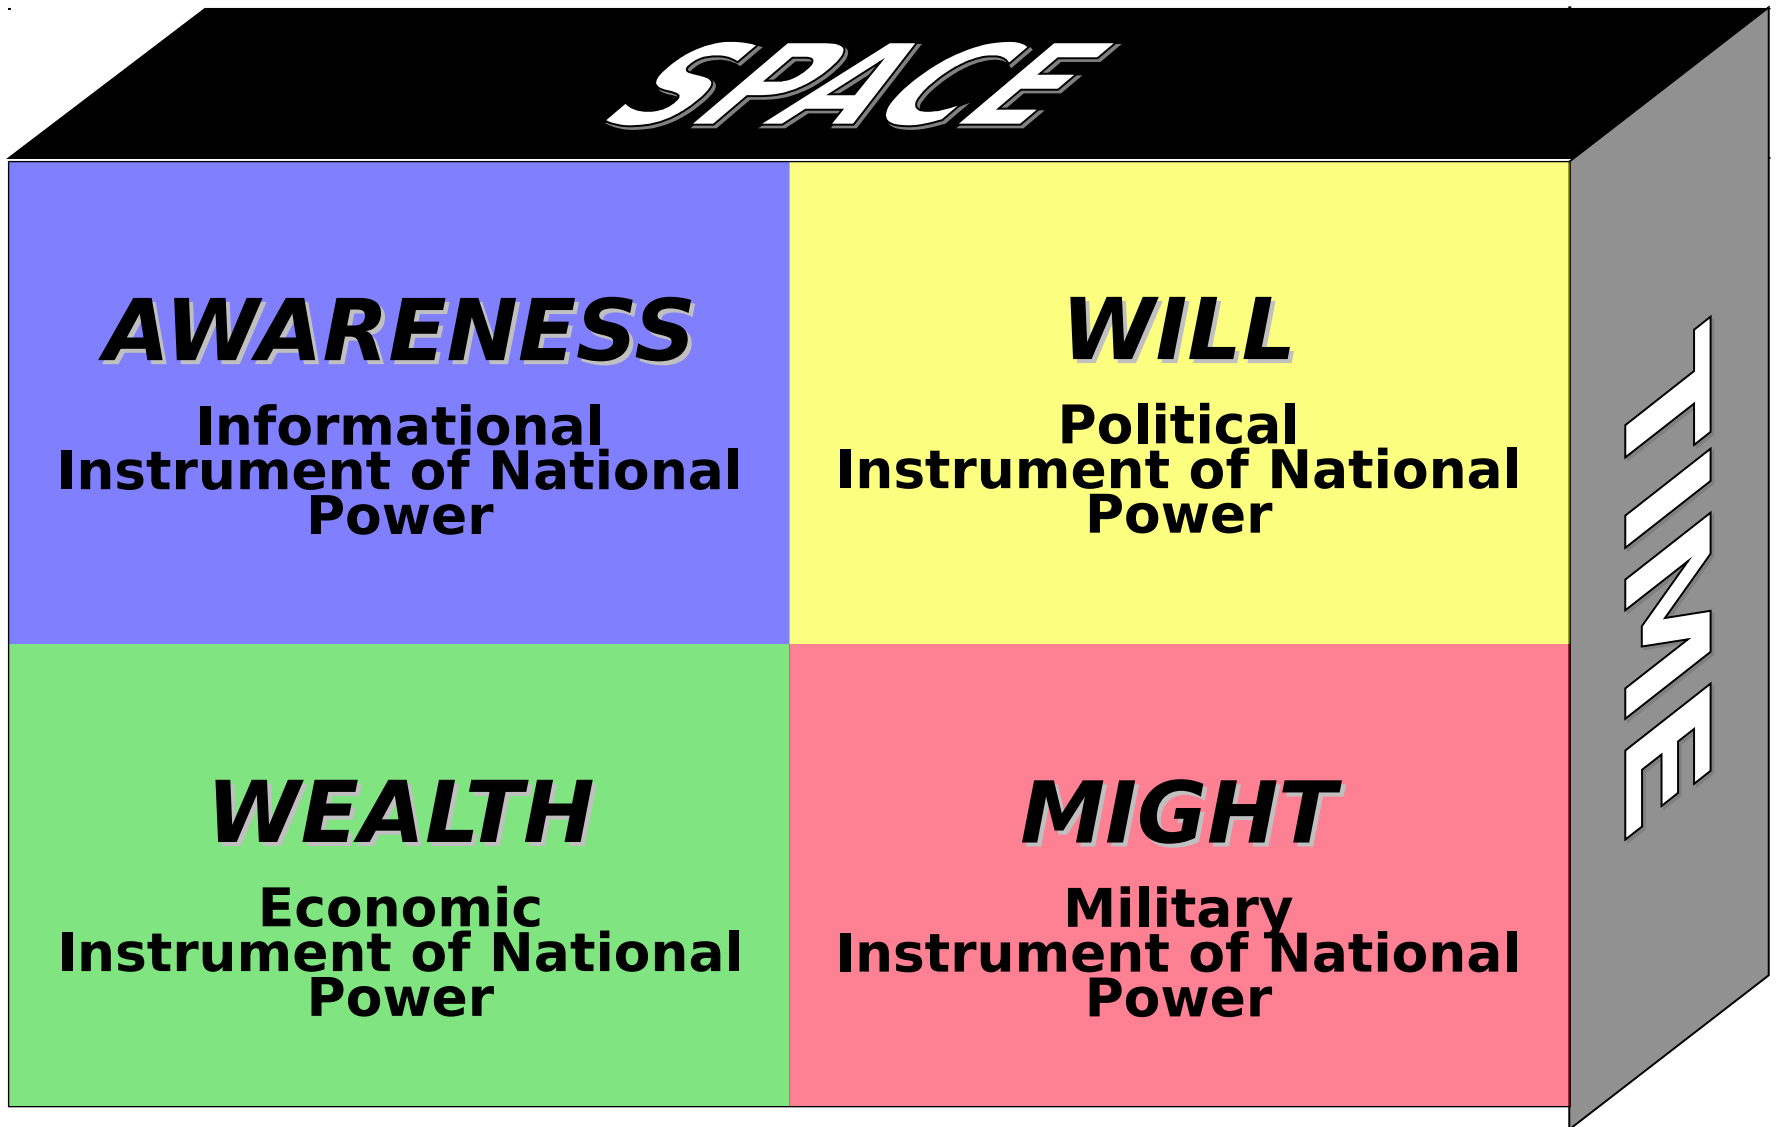 SPACE
AWARENESS
Informational
Instrument of National
Power
WILL
Political
Instrument of National
Power
WEALTH
Economic
Instrument of National
Power
MIGHT
Military
Instrument of National
Power
TIME